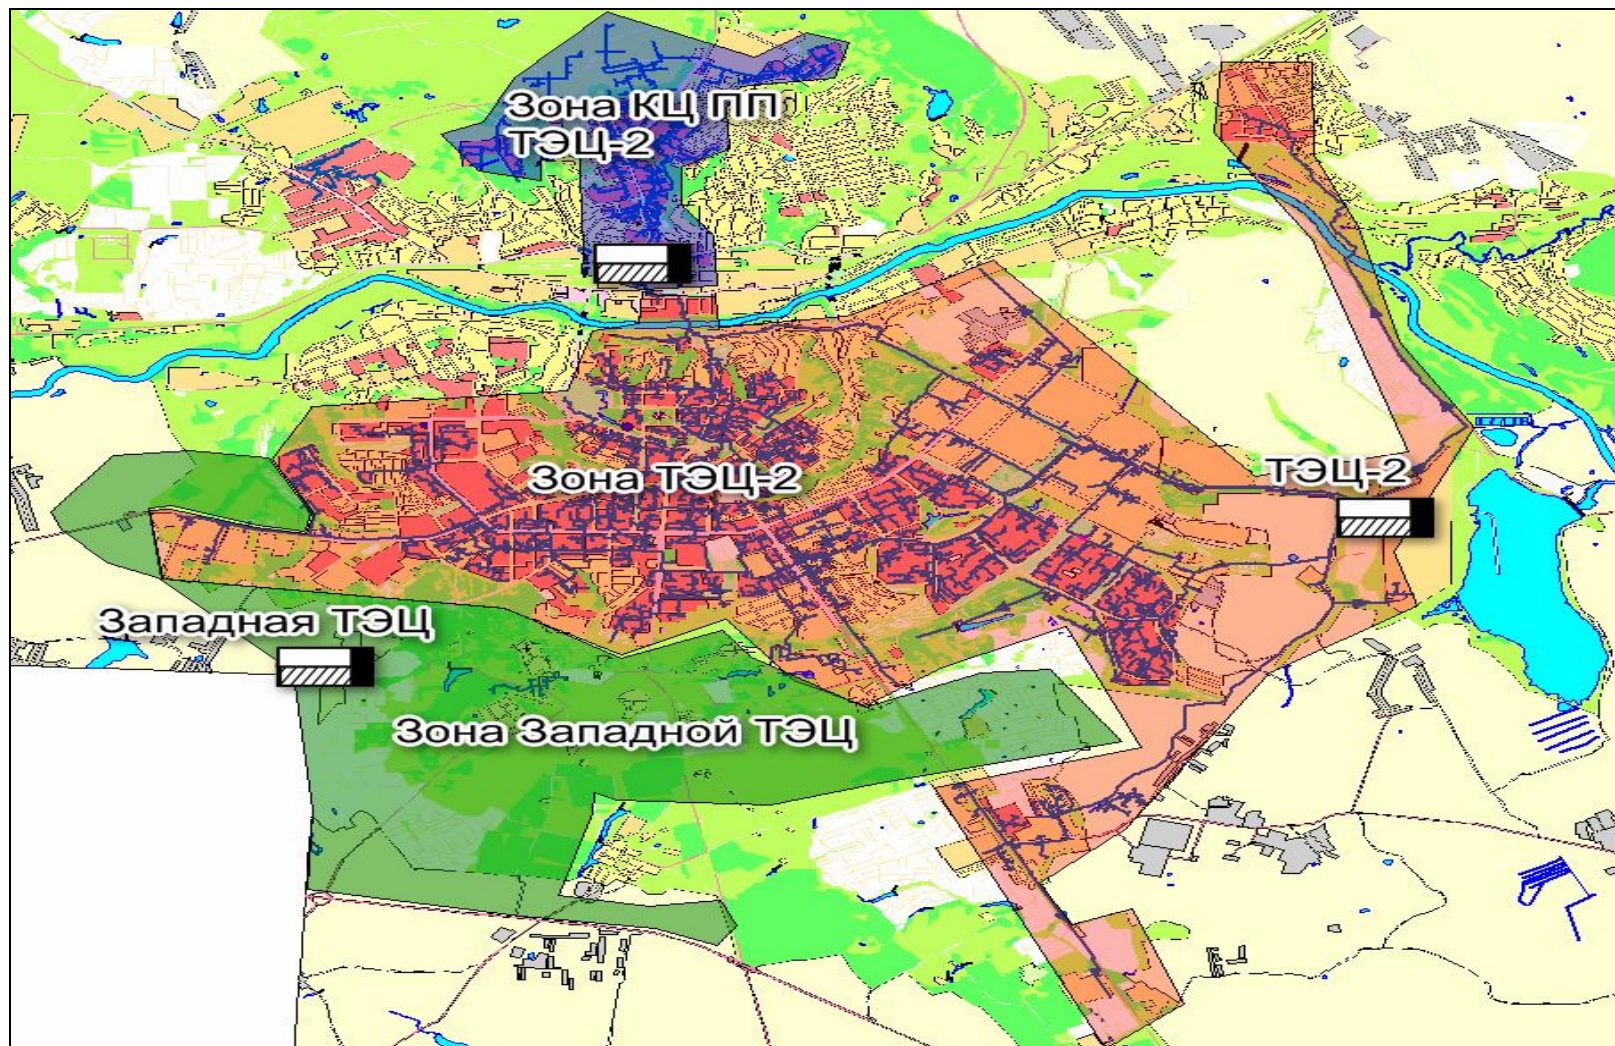 Зона КЦ ПП
ТЭЦ-2
Зона ТЭЦ-2
ТЭЦ-2
Западная ТЭЦ
Зона Западной ТЭЦ